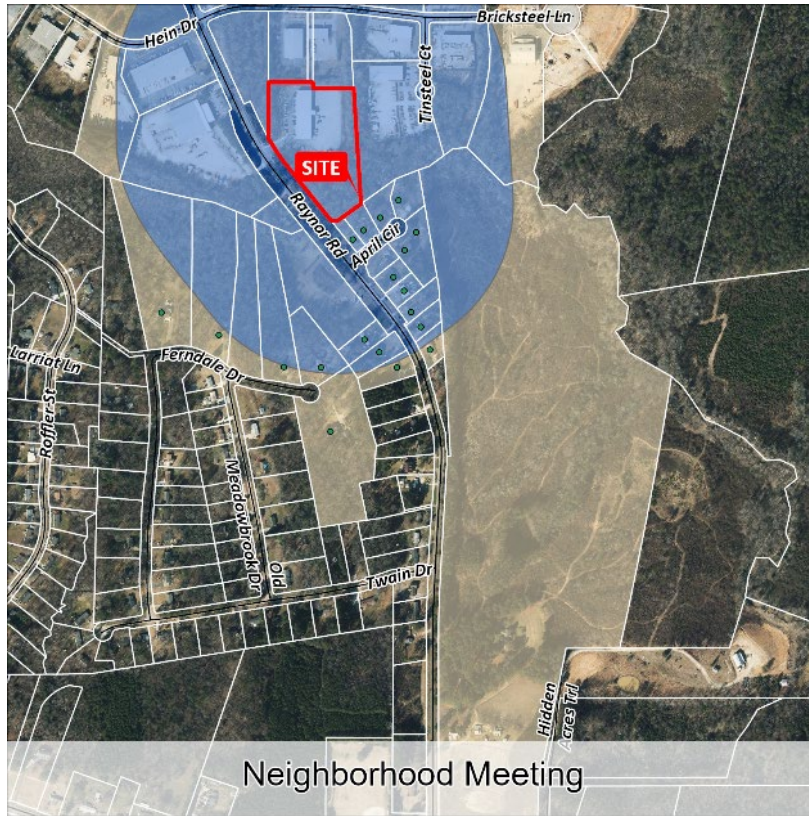 Hein Dr
Bricksteel Ln
Tinsteel Ct
SITE
Raynor Rd
April Cir
Ferndale Dr
Larriat Ln
Roffler St
Old
Meadowbrook Dr
Twain Dr
Hidden
Acres Trl
Neighborhood Meeting